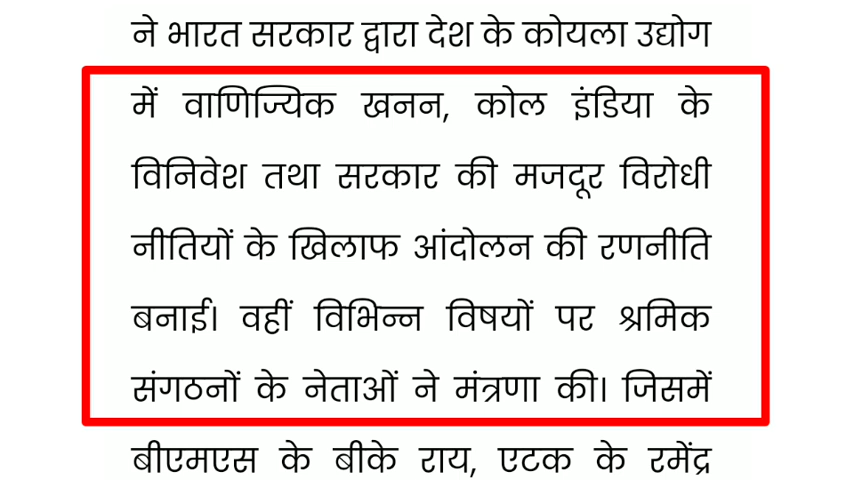 ने भारत सरकार द्वारा देश के कोयला उद्योग
में वाणिज्यिक खनन, कोल इंडिया के
विनिवेश तथा सरकार की मजदूर विरोधी
नीतियों के खिलाफ आंदोलन की रणनीति
बनाई। वहीं विभिन्न विषयों पर श्रमिक
संगठनों के नेताओं ने मंत्रणा की। जिसमें
बीएमएस के बीके राय, एटक के रमेंद्र